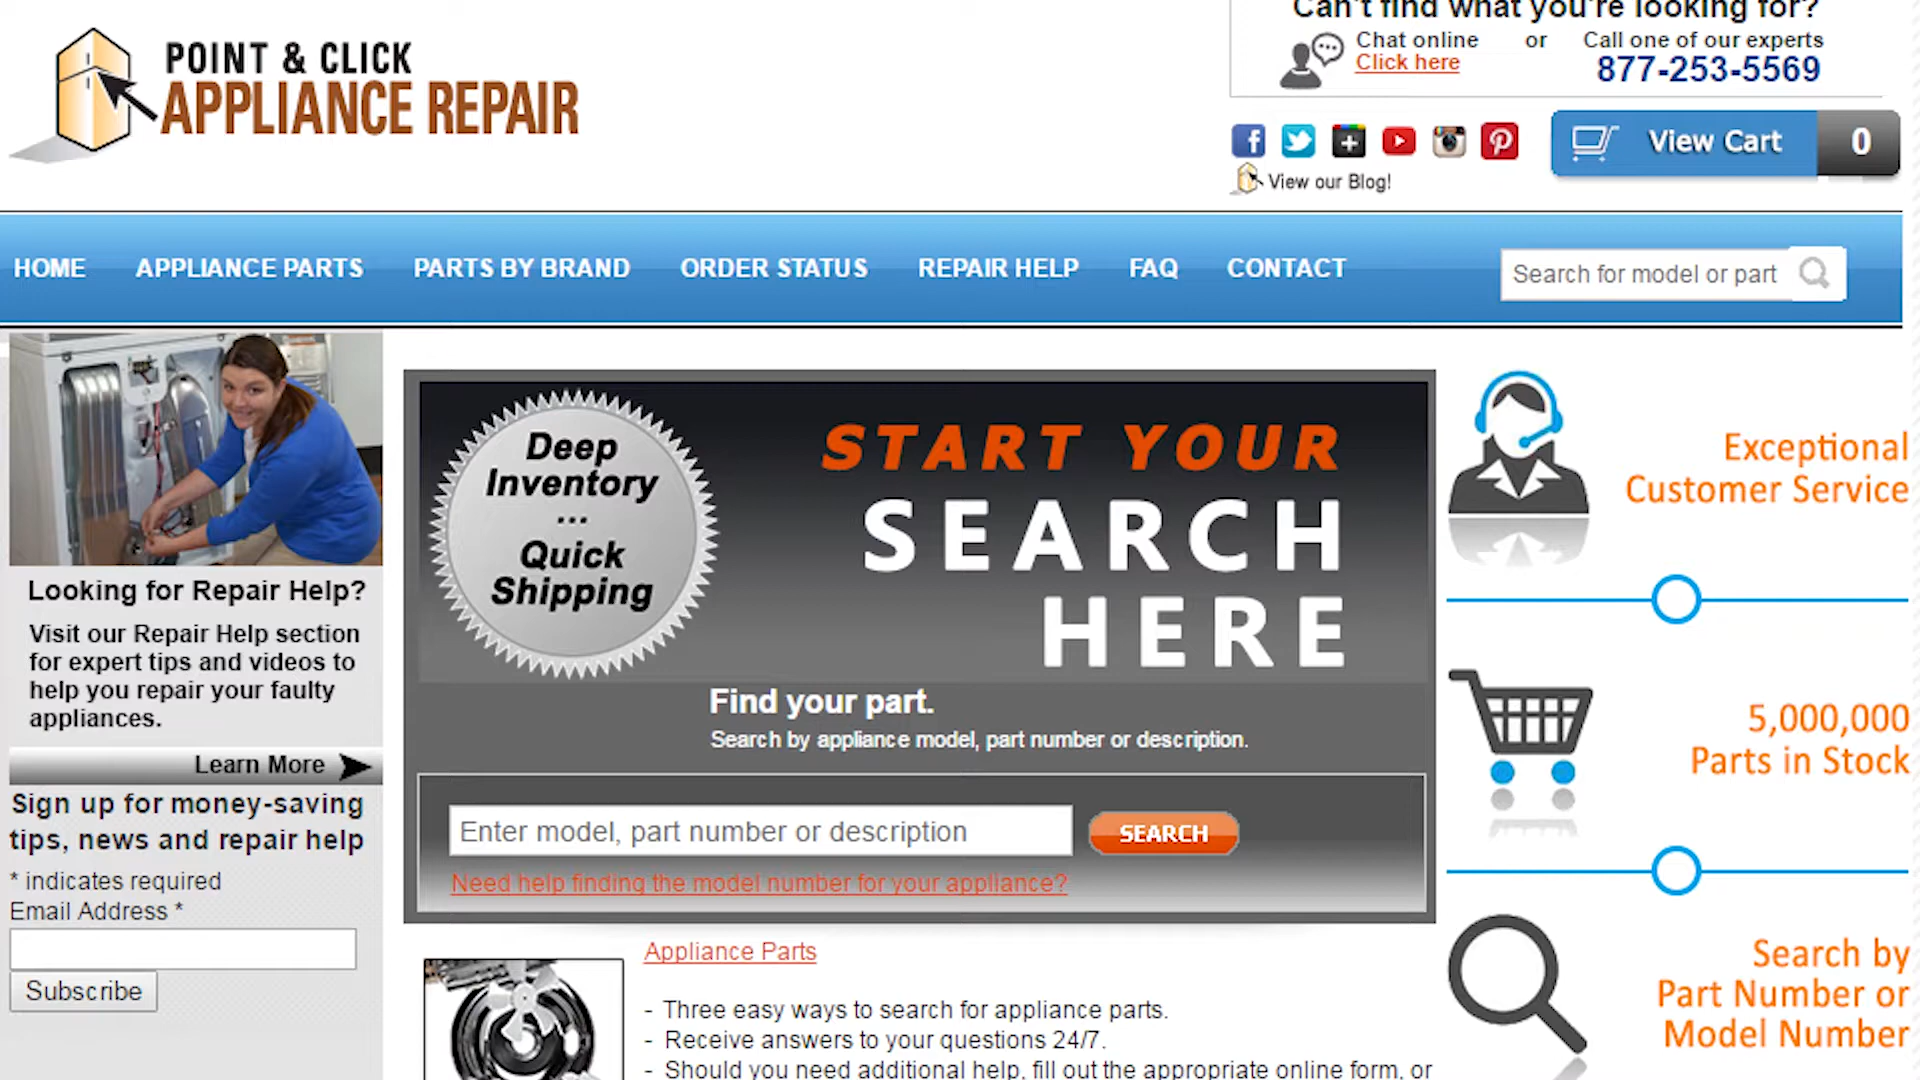 POINT & CLICK
APPLIANCE REPAIR
Can't find what you're looking for?
Chat online or Call one of our experts
Click here 877-253-5569
f
View Cart 0
View our Blog!
HOME APPLIANCE PARTS PARTS BY BRAND ORDER STATUS REPAIR HELP FAQ CONTACT
Search for model or part
Looking for Repair Help?
Visit our Repair Help section
for expert tips and videos to
help you repair your faulty
appliances.
Learn More
Sign up for money-saving
tips, news and repair help
* indicates required
Email Address *
Subscribe
Deep
Inventory
...
Quick
Shipping
START YOUR
SEARCH
HERE
Find your part.
Search by appliance model, part number or description.
Enter model, part number or description
SEARCH
Need help finding the model number for your appliance?
Appliance Parts
- Three easy ways to search for appliance parts.
- Receive answers to your questions 24/7.
- Should you need additional help, fill out the appropriate online form, or
Exceptional
Customer Service
5,000,000
Parts in Stock
Search by
Part Number or
Model Number